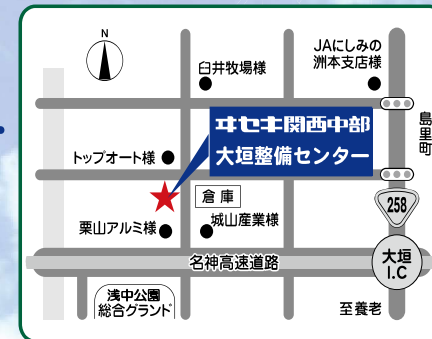 N
臼井牧場様
JAにしみの
洲本支店様
ヰセキ関西中部
大垣整備センター
島里町
トップオート様
倉庫
258
栗山アルミ様
城山産業様
名神高速道路
大垣
I.C
浅中公園
総合グランド
至養老